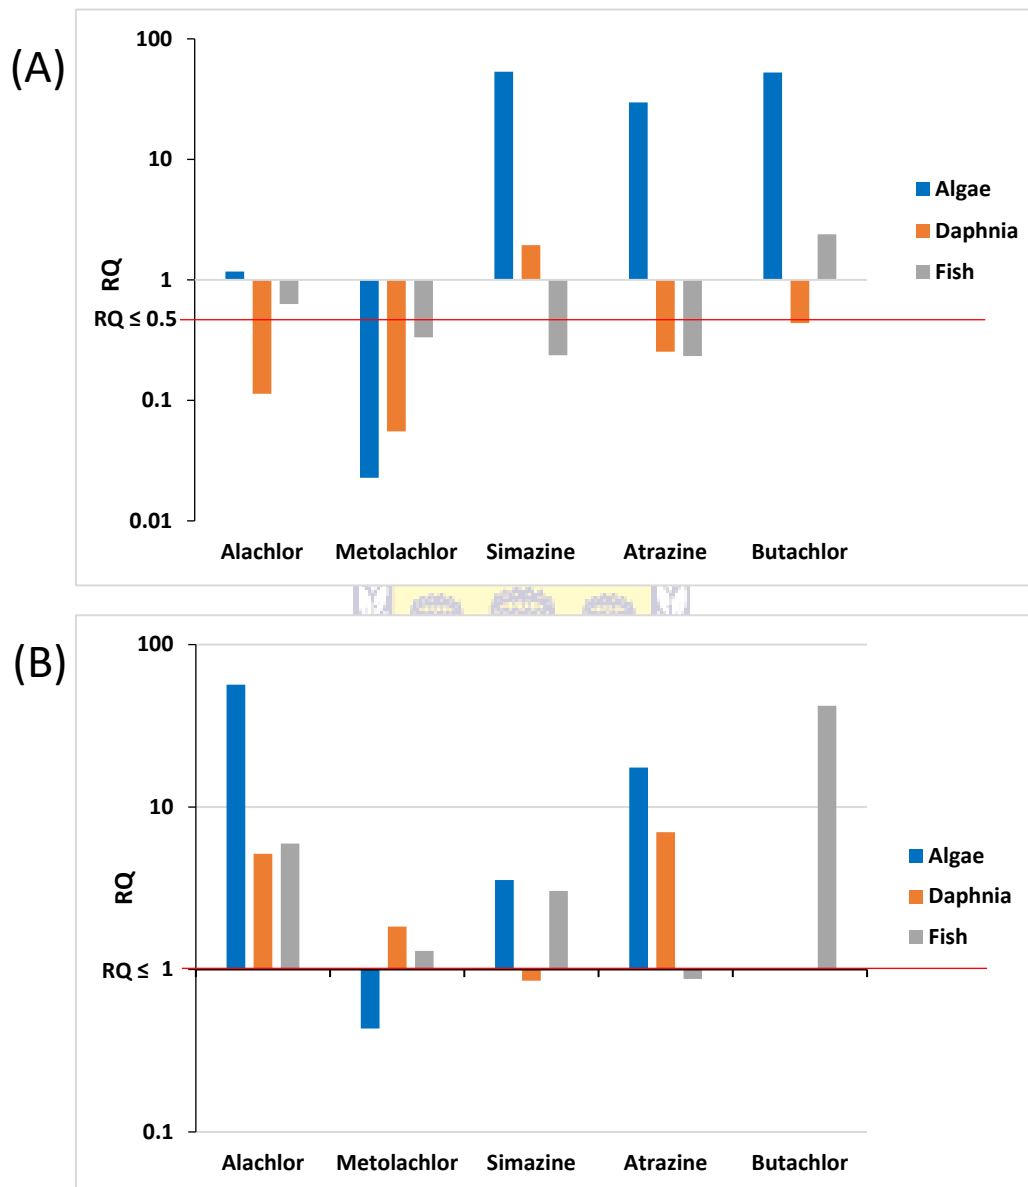 (A)
100
10
1
RQ ≤ 0.5
0.1
0.01
RQ
Alachlor Metolachlor Simazine Atrazine Butachlor
Algae
Daphnia
Fish
(B)
100
10
RQ ≤ 1
0.1
RQ
Alachlor Metolachlor Simazine Atrazine Butachlor
Algae
Daphnia
Fish